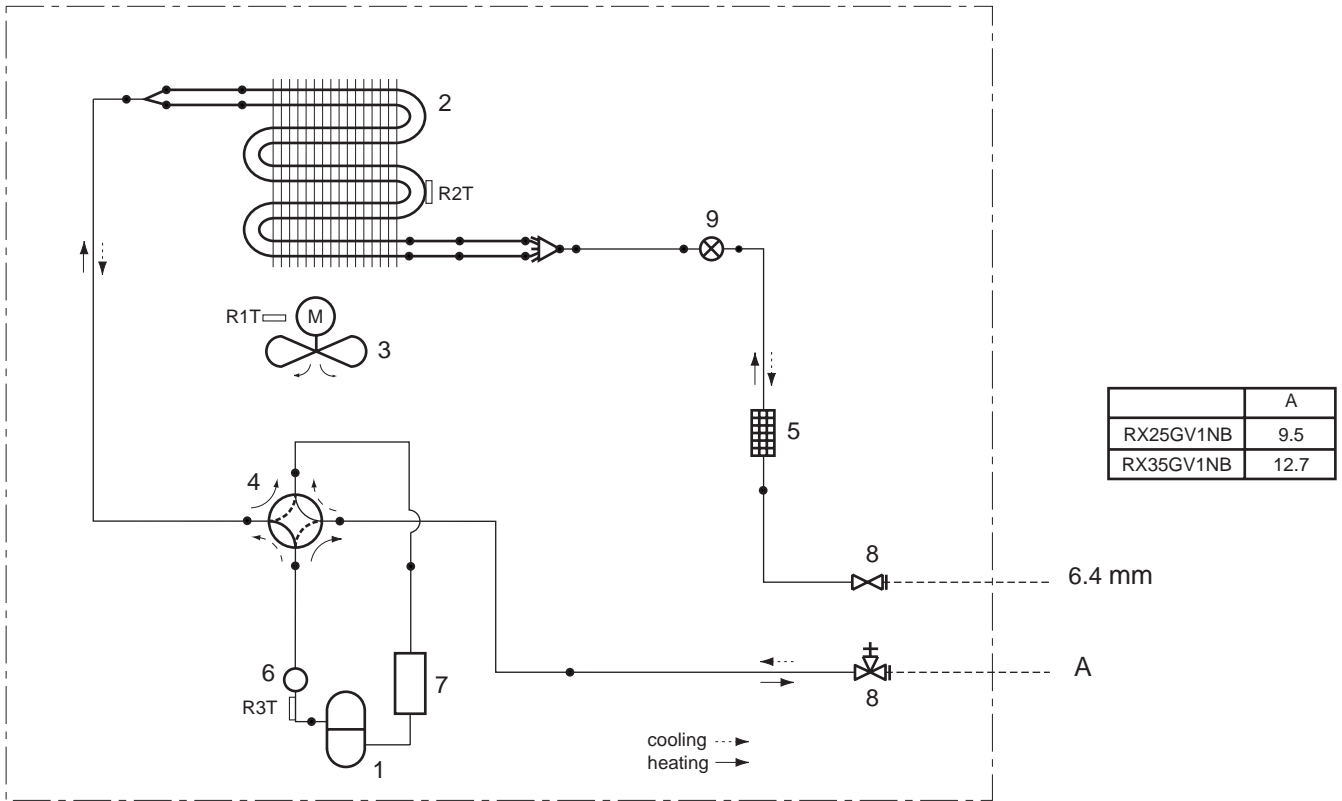 2
R2T
9
R1T
M
3
5
A
RX25GV1NB 9.5
RX35GV1NB 12.7
4
8
6.4 mm
6
7
R3T
A
8
1
cooling
heating